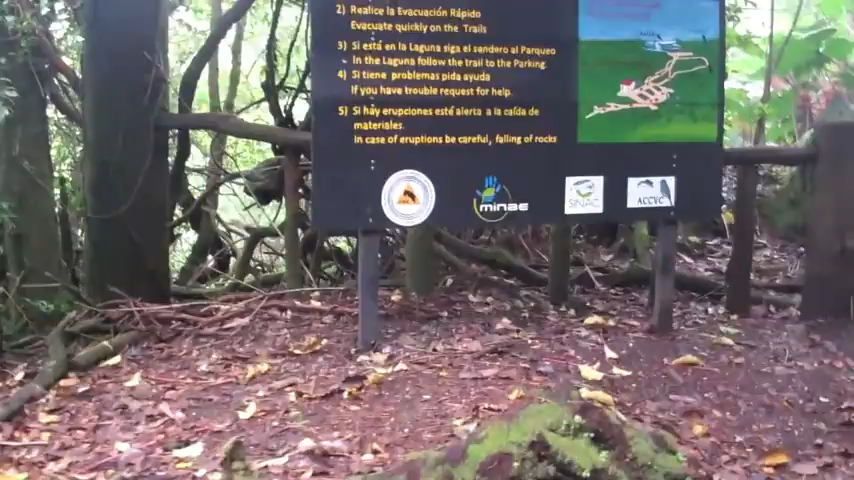 2) Realice la Evacuación Rápido
Evacuate quickly on the trails
3) Si está en la Laguna siga el sendero al Parqueo
In the Laguna follow the trail to the Parking
4) Si tiene problemas pida ayuda
If you have trouble request for help
5) Si hay erupciones esté alerta a la caída de
materiales.
In case of eruptions be careful, falling of rocks
minae
SINAC
ACCVC